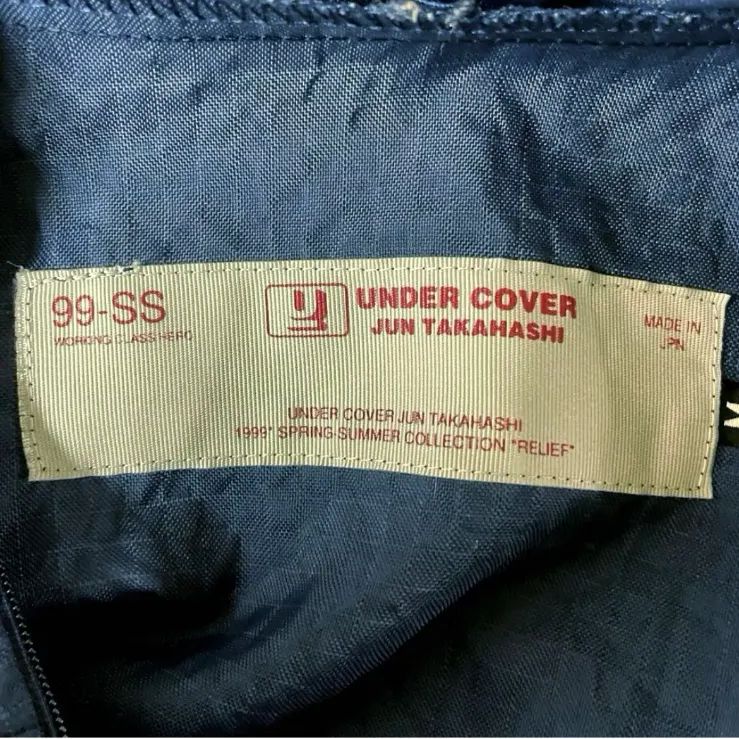 99-SS
WORKING CLASS HERO
UNDER COVER
JUN TAKAHASHI
MADE IN
JPN
UNDER COVER JUN TAKAHASHI
1999' SPRING-SUMMER COLLECTION "RELIEF"
M